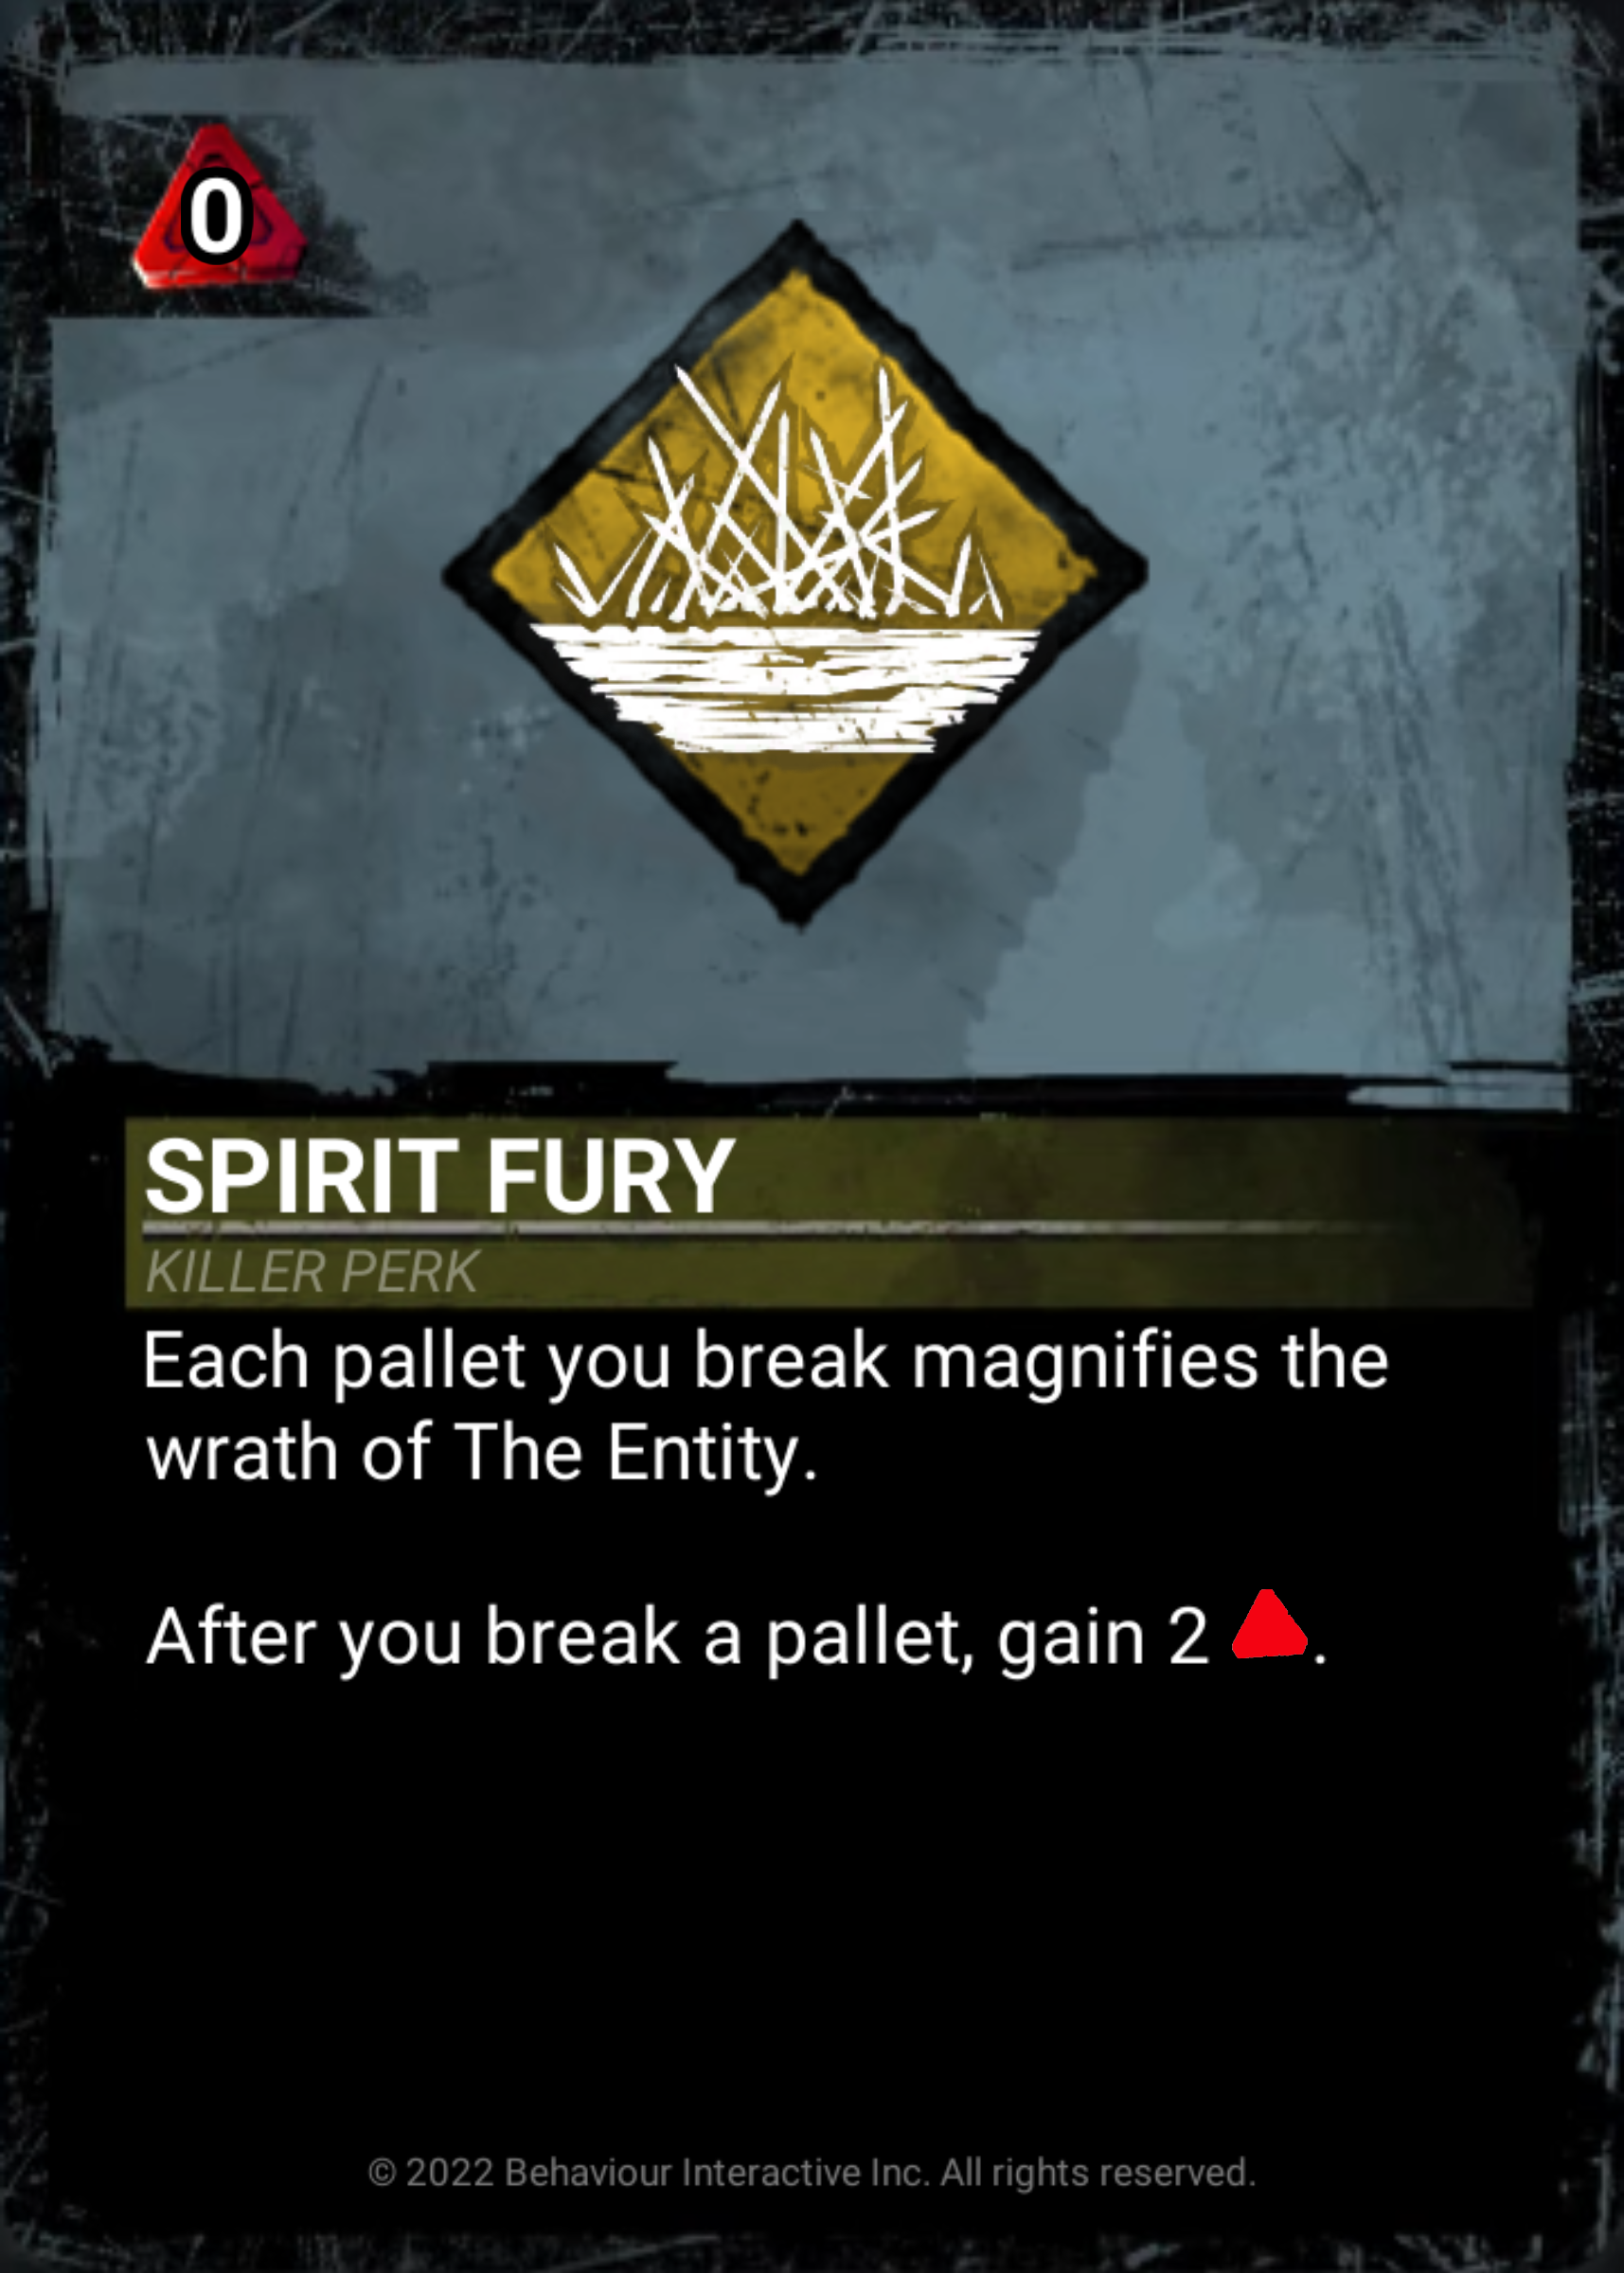 0
SPIRIT FURY
KILLER PERK
Each pallet you break magnifies the
wrath of The Entity.
After you break a pallet, gain 2 .
© 2022 Behaviour Interactive Inc. All rights reserved.